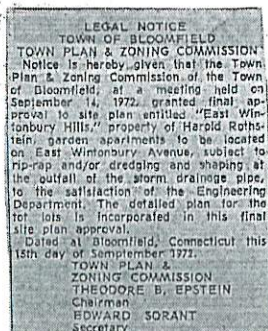 LEGAL NOTICE
TOWN OF BLOOMFIELD
TOWN PLAN & ZONING COMMISSION
Notice is hereby given that the Town
Plan & Zoning Commission of the Town
of Bloomfield, at a meeting held on
September 14, 1972, granted final ap-
proval to site plan entitled "East Win-
tonbury Hills," property of Harold Roths-
tein, garden apartments to be located
on East Wintonbury Avenue, subject to
rip-rap and/or dredging and shaping at
the outfall of the storm drainage pipe,
to the satisfaction of the Engineering
Department. The detailed plan for the
tot lots is incorporated in this final
site plan approval.
Dated at Bloomfield, Connecticut this
15th day of Semptember 1972.
TOWN PLAN &
ZONING COMMISSION
THEODORE B. EPSTEIN
Chairman
EDWARD SORANT
Secretary